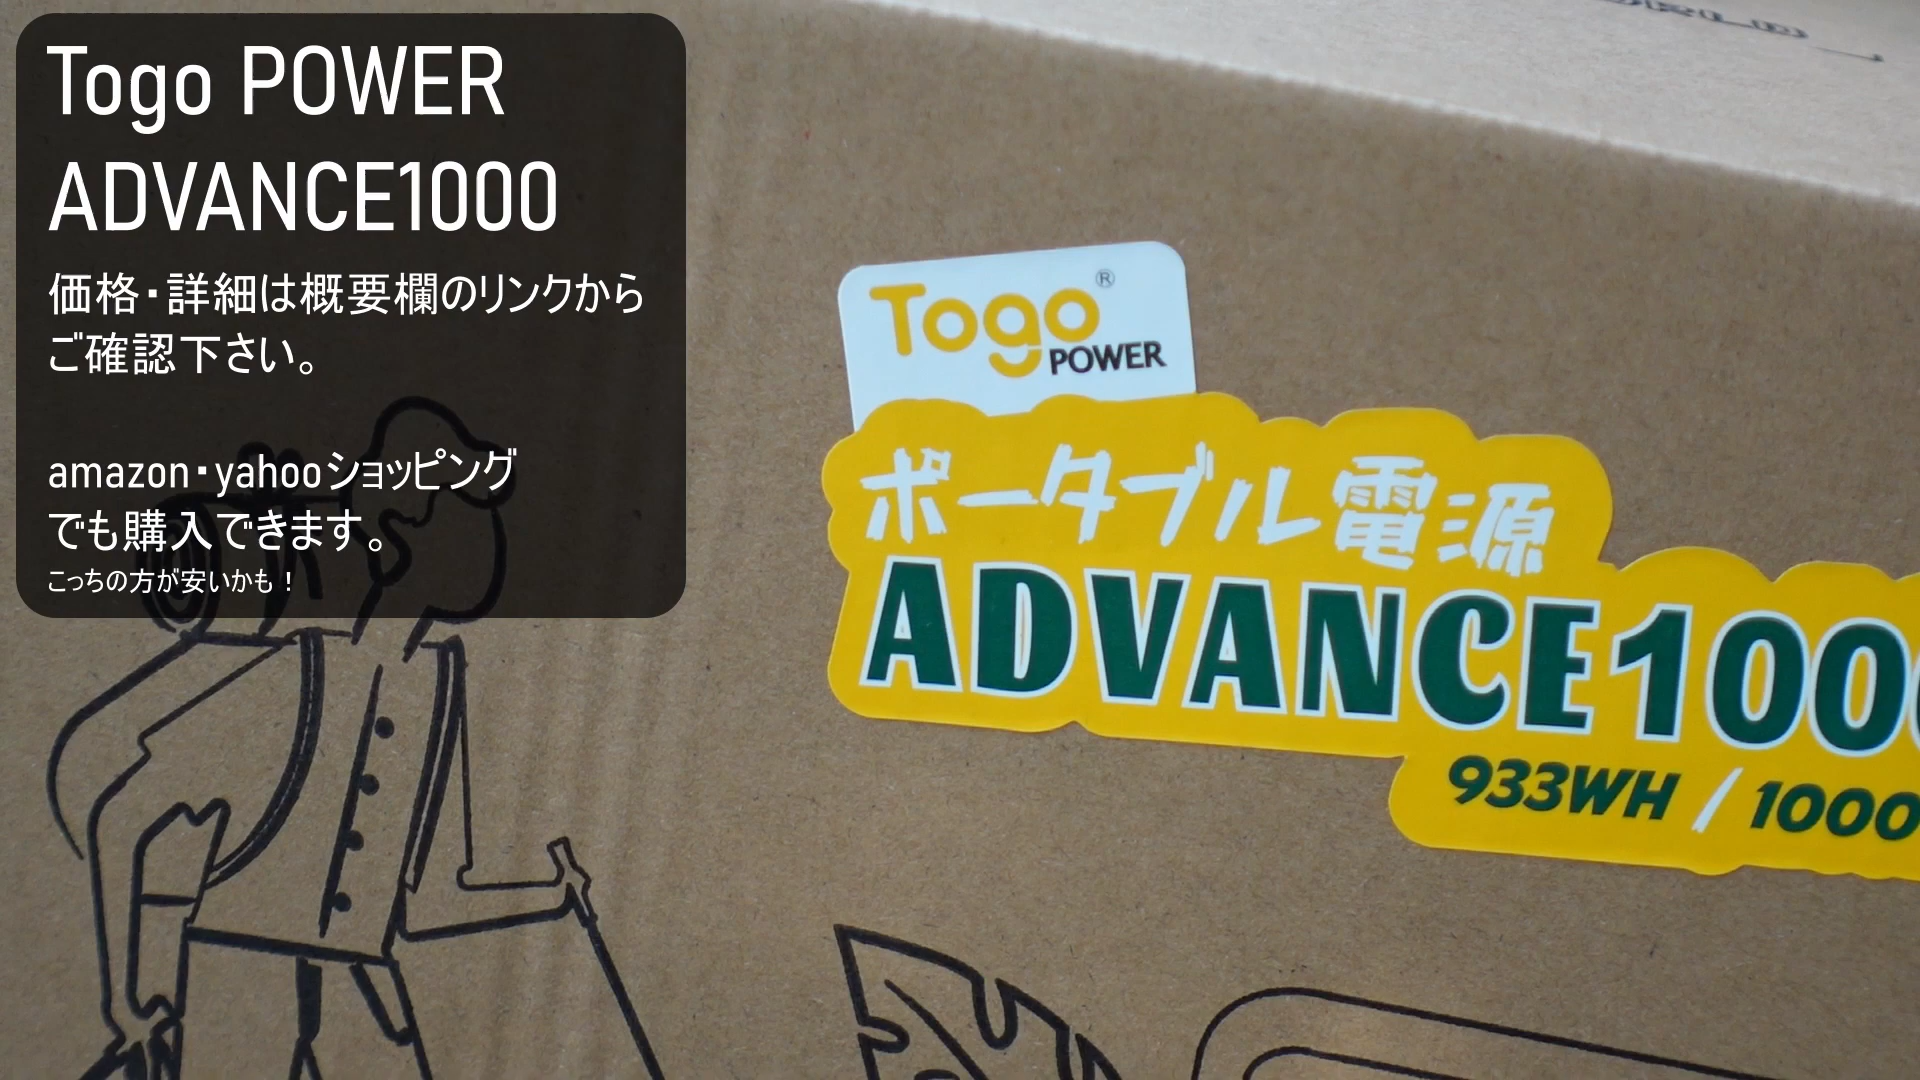 Togo POWER
ADVANCE1000
価格・詳細は概要欄のリンクから
ご確認下さい。
amazon・yahooショッピング
でも購入できます。
こっちの方が安いかも！
Togo®
POWER
ポータブル電源
ADVANCE1000
933WH / 1000